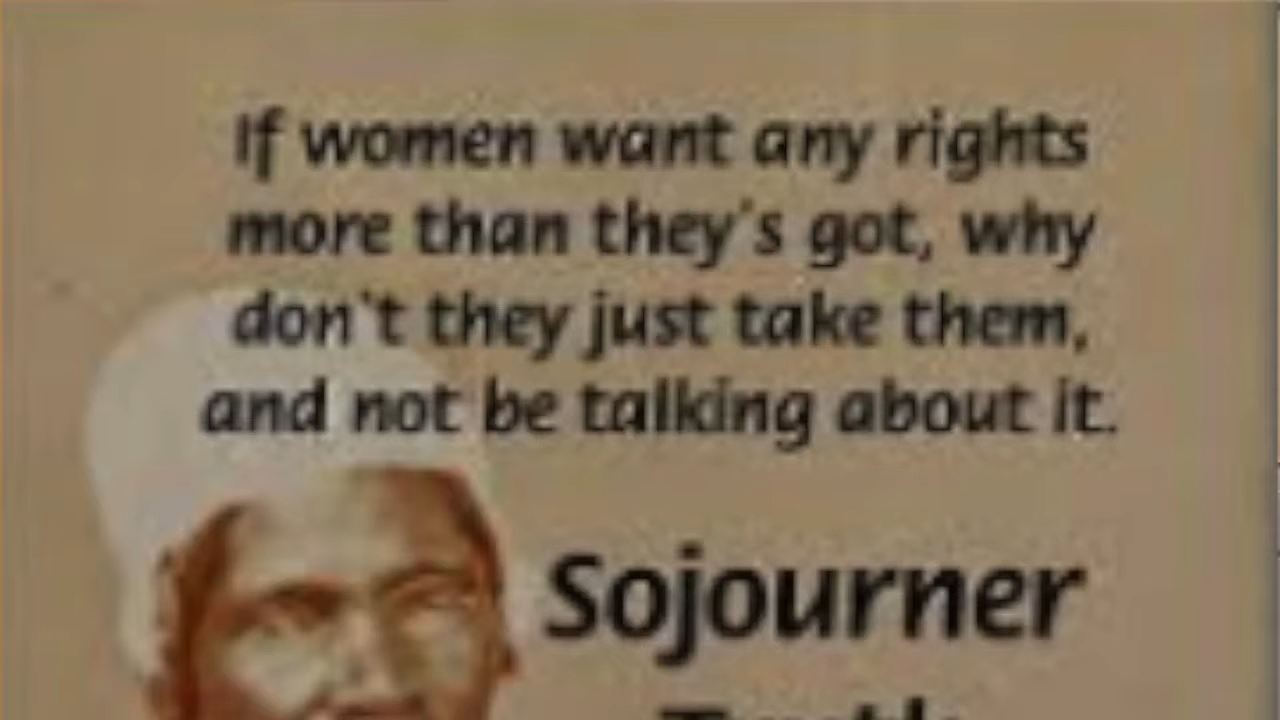 If women want any rights
more than they's got, why
don't they just take them,
and not be talking about it.
Sojourner